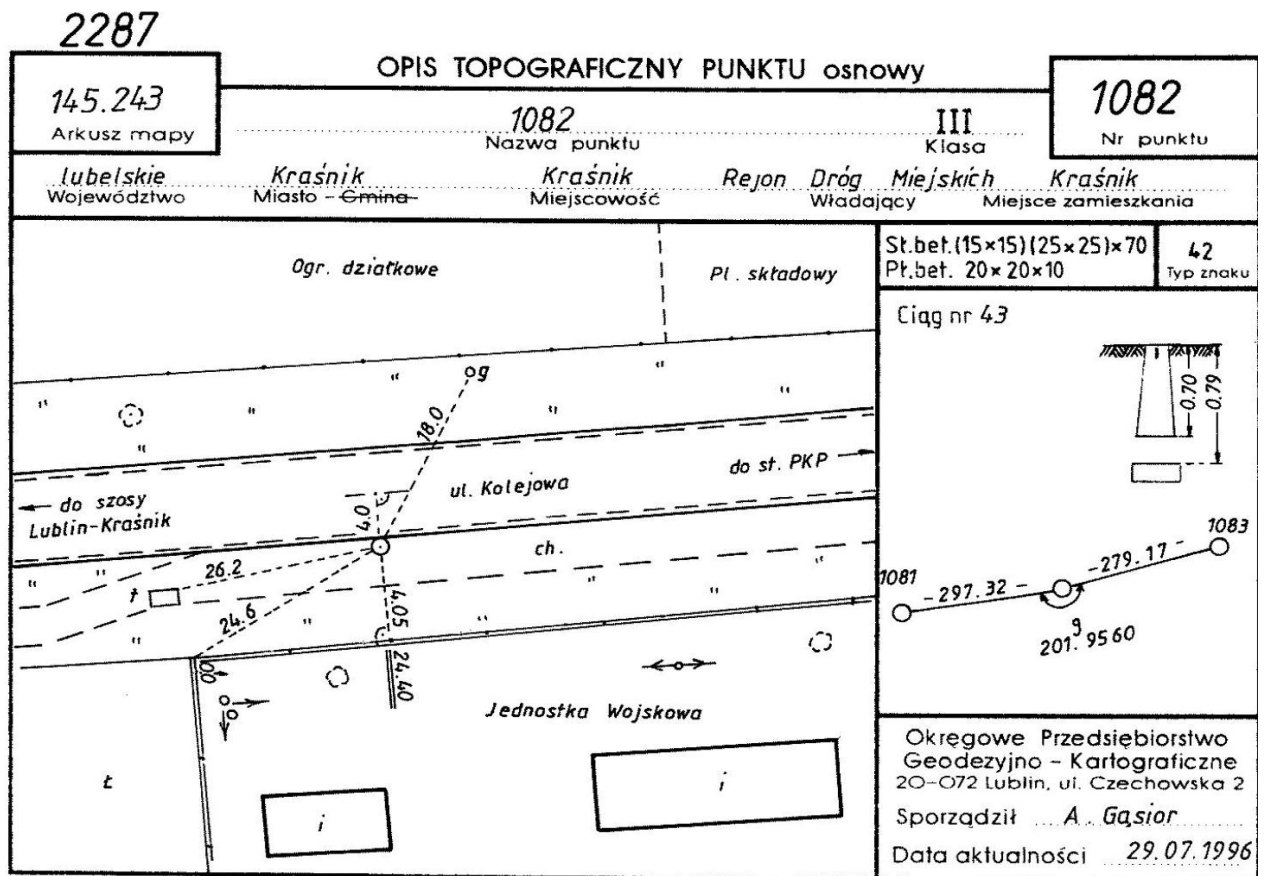 2287
OPIS TOPOGRAFICZNY PUNKTU osnowy
145.243
Arkusz mapy
1082
Nazwa punktu
III
Klasa
1082
Nr punktu
lubelskie Kraśnik Kraśnik Rejon Dróg Miejskich Kraśnik
Województwo Miasto - Gmina Miejscowość Władający Miejsce zamieszkania
Ogr. działkowe
Pl. składowy
g
18.0
do st. PKP
ul. Kolejowa
do szosy
Lublin-Kraśnik
4.0
ch.
26.2
t
24.6
4.05
0.0
24.40
Jednostka Wojskowa
Ł
i
i
St.bet.(15×15)(25×25)×70
Pł.bet. 20×20×10
42
Typ znaku
Ciąg nr 43
0.70
0.79
1083
-279.17-
1081
-297.32-
201.ᵍ9560
Okręgowe Przedsiębiorstwo
Geodezyjno - Kartograficzne
20-072 Lublin, ul. Czechowska 2
Sporządził A. Gąsior
Data aktualności 29.07.1996